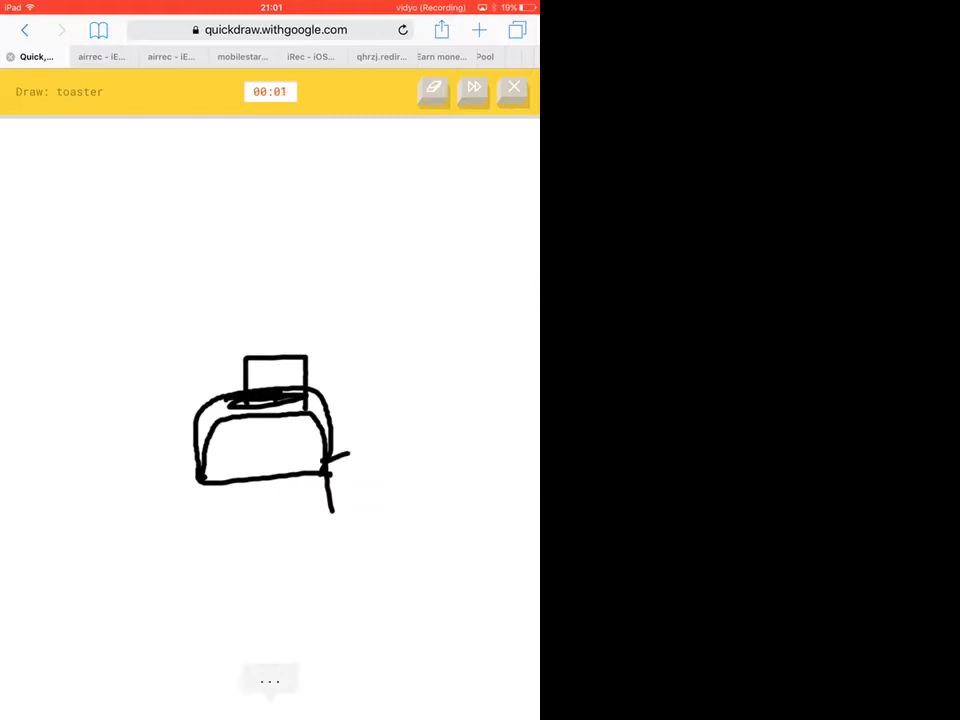 iPad 21:01 vidyo (Recording) 19%
quickdraw.withgoogle.com
Quick,... airrec - iE... airrec - iE... mobilestar... iRec - iOS... qhrzj.redir... Earn mone... Pool
Draw: toaster 00:01
...